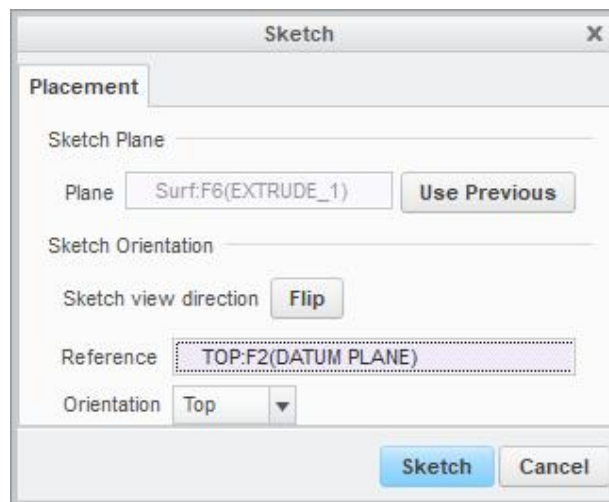 Sketch X
Placement
Sketch Plane
Plane Surf:F6(EXTRUDE_1) Use Previous
Sketch Orientation
Sketch view direction Flip
Reference TOP:F2(DATUM PLANE)
Orientation Top
Sketch Cancel